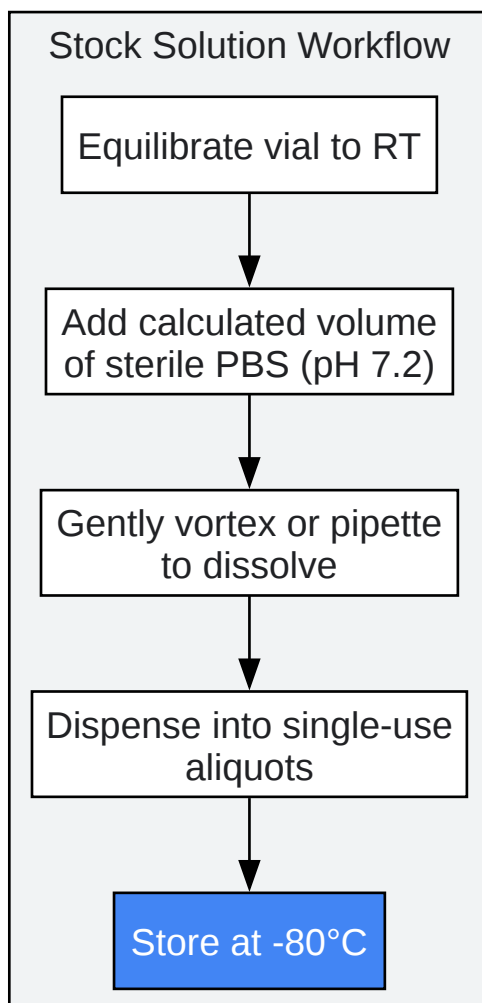 Stock Solution Workflow
Equilibrate vial to RT
Add calculated volume
of sterile PBS (pH 7.2)
Gently vortex or pipette
to dissolve
Dispense into single-use
aliquots
Store at -80°C